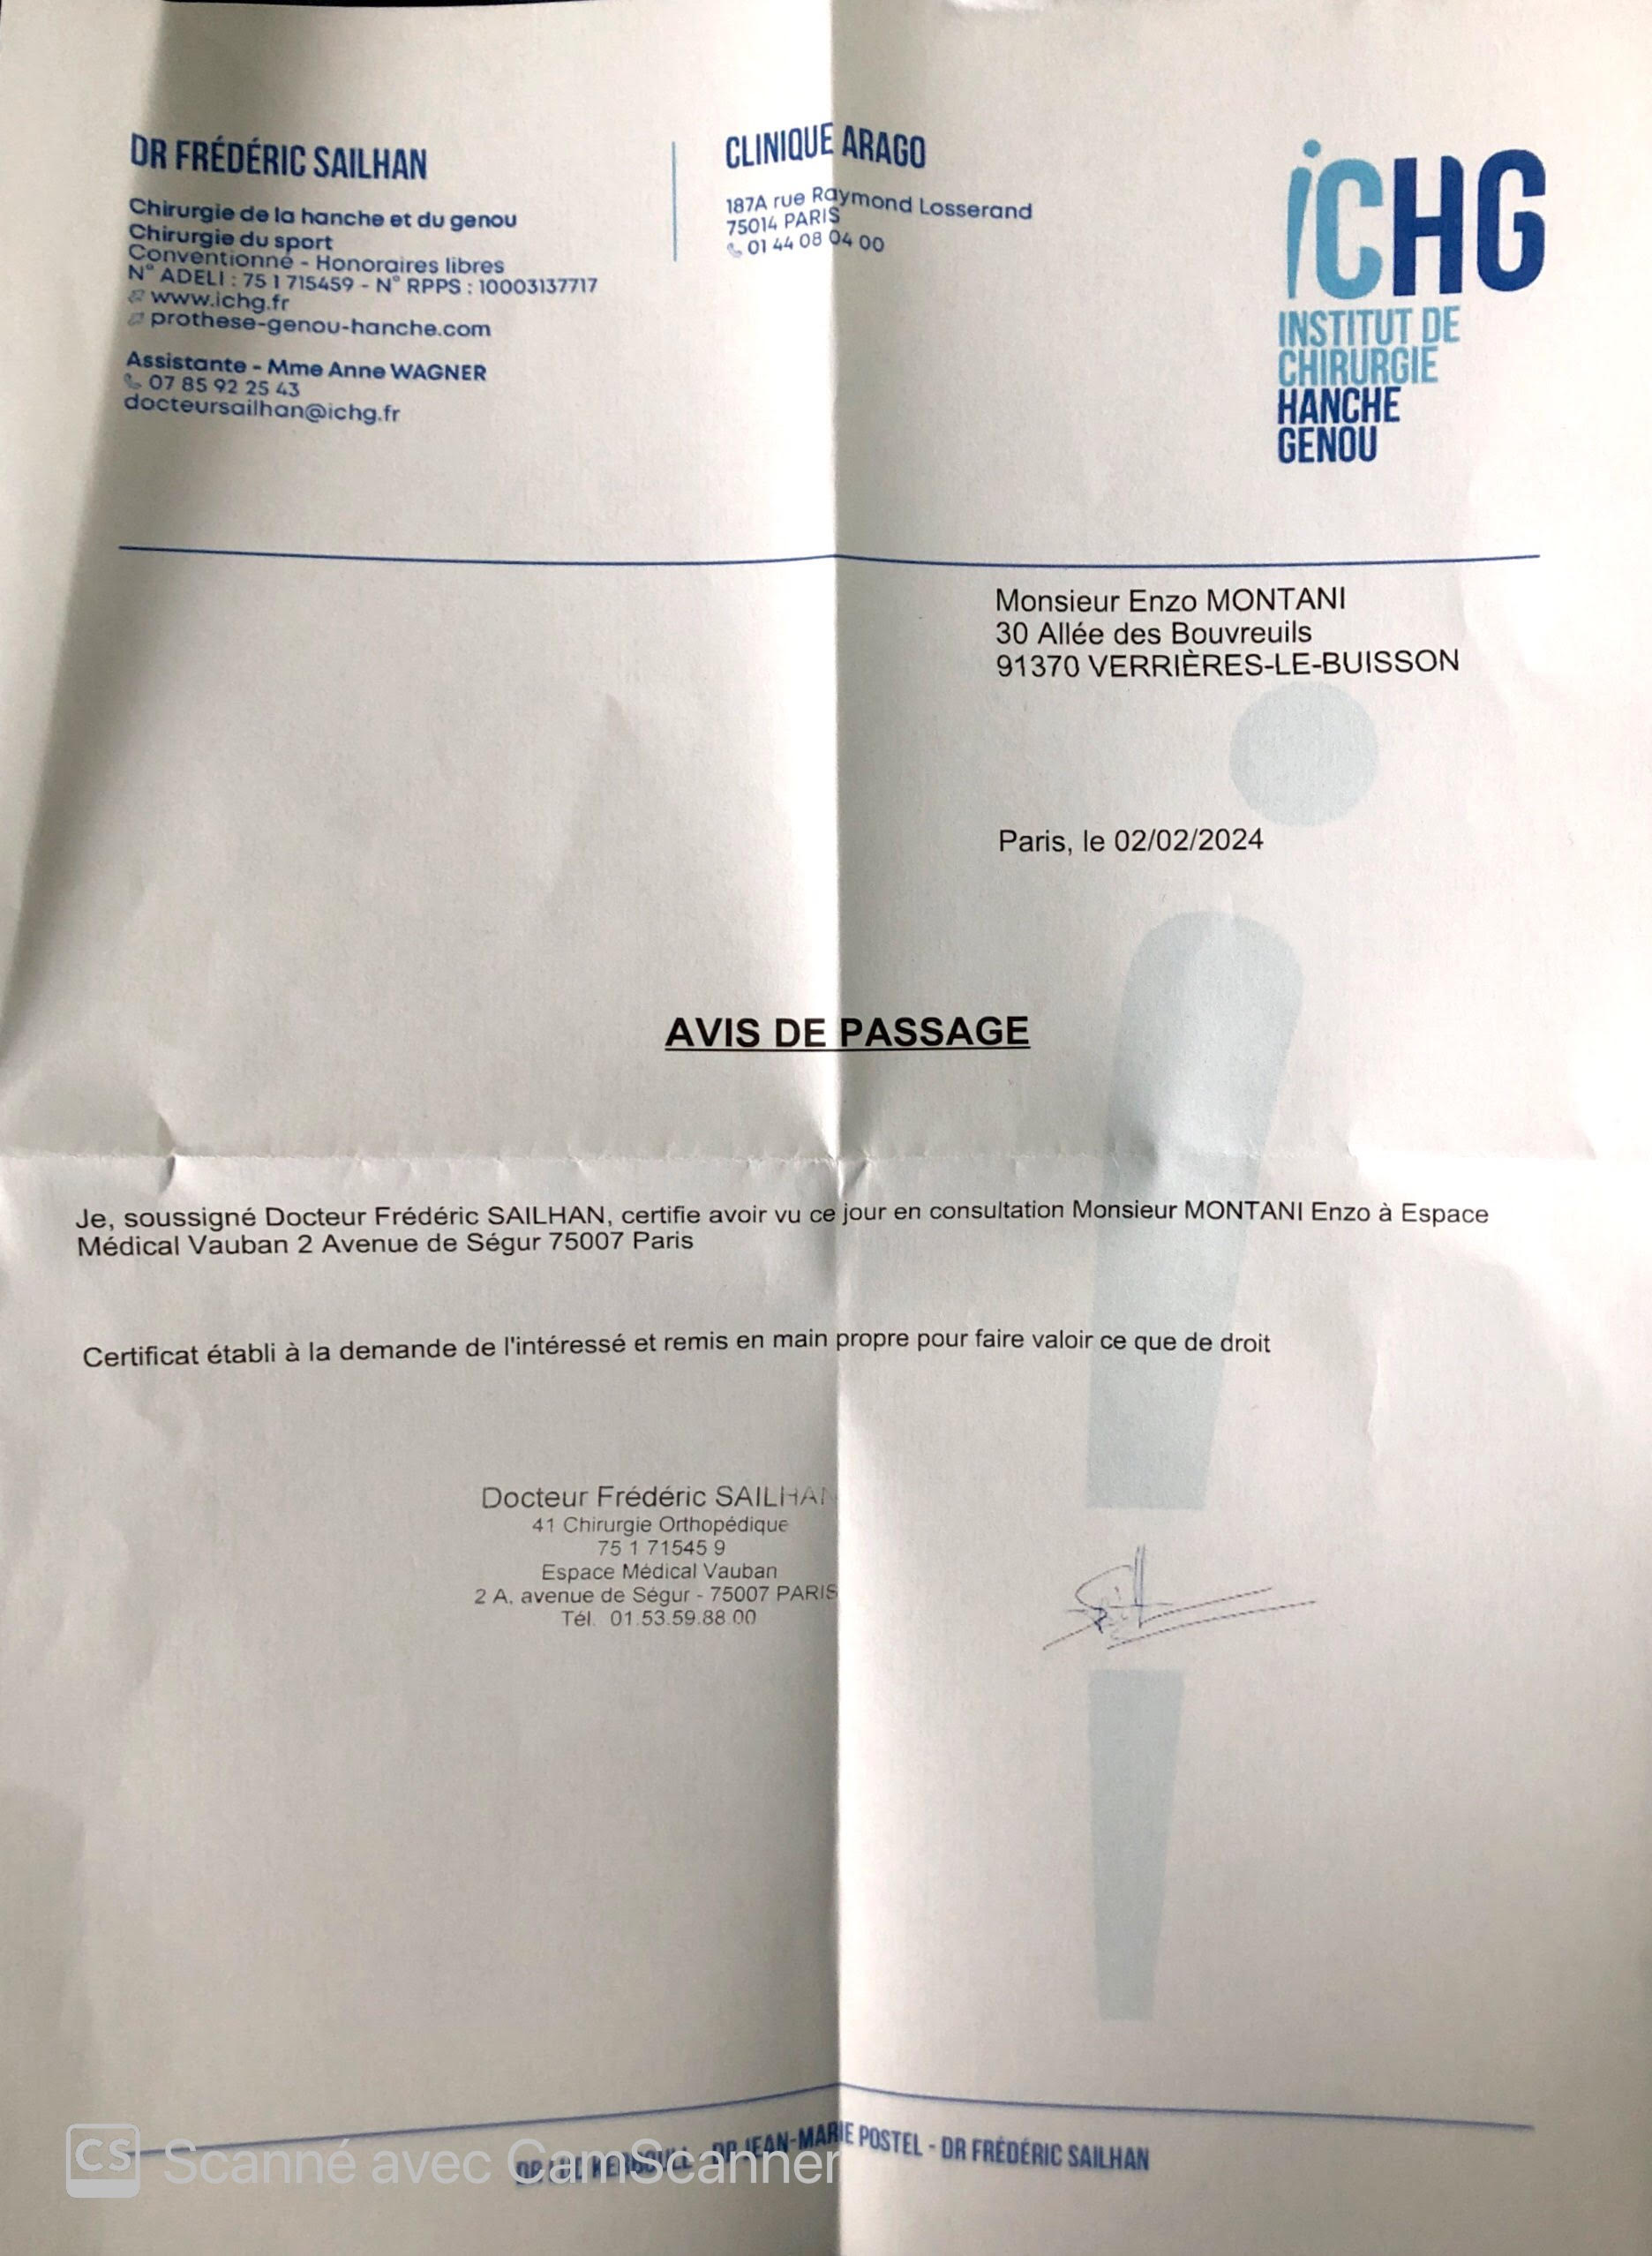 DR FRÉDÉRIC SAILHAN
Chirurgie de la hanche et du genou
Chirurgie du sport
Conventionné - Honoraires libres
N° ADELI : 75 1 715459 - N° RPPS : 10003137717
www.ichg.fr
prothese-genou-hanche.com
Assistante - Mme Anne WAGNER
07 85 92 25 43
docteursailhan@ichg.fr
CLINIQUE ARAGO
187A rue Raymond Losserand
75014 PARIS
01 44 08 04 00
iCHG
INSTITUT DE
CHIRURGIE
HANCHE
GENOU
Monsieur Enzo MONTANI
30 Allée des Bouvreuils
91370 VERRIÈRES-LE-BUISSON
Paris, le 02/02/2024
AVIS DE PASSAGE
Je, soussigné Docteur Frédéric SAILHAN, certifie avoir vu ce jour en consultation Monsieur MONTANI Enzo à Espace
Médical Vauban 2 Avenue de Ségur 75007 Paris
Certificat établi à la demande de l'intéressé et remis en main propre pour faire valoir ce que de droit
Docteur Frédéric SAILHAN
41 Chirurgie Orthopédique
75 1 71545 9
Espace Médical Vauban
2 A, avenue de Ségur - 75007 PARIS
Tél. 01.53.59.88.00
DR JEAN-MARIE POSTEL - DR FRÉDÉRIC SAILHAN
CS Scanné avec CamScanner